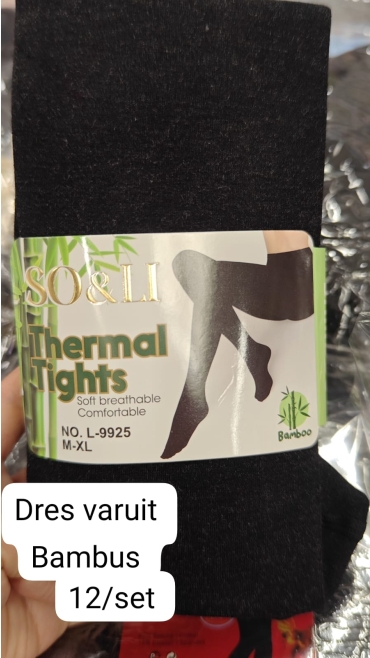 SO&LI
Thermal
Tights
Soft breathable
Comfortable
NO. L-9925
M-XL
Bamboo
Dres varuit
Bambus
12/set